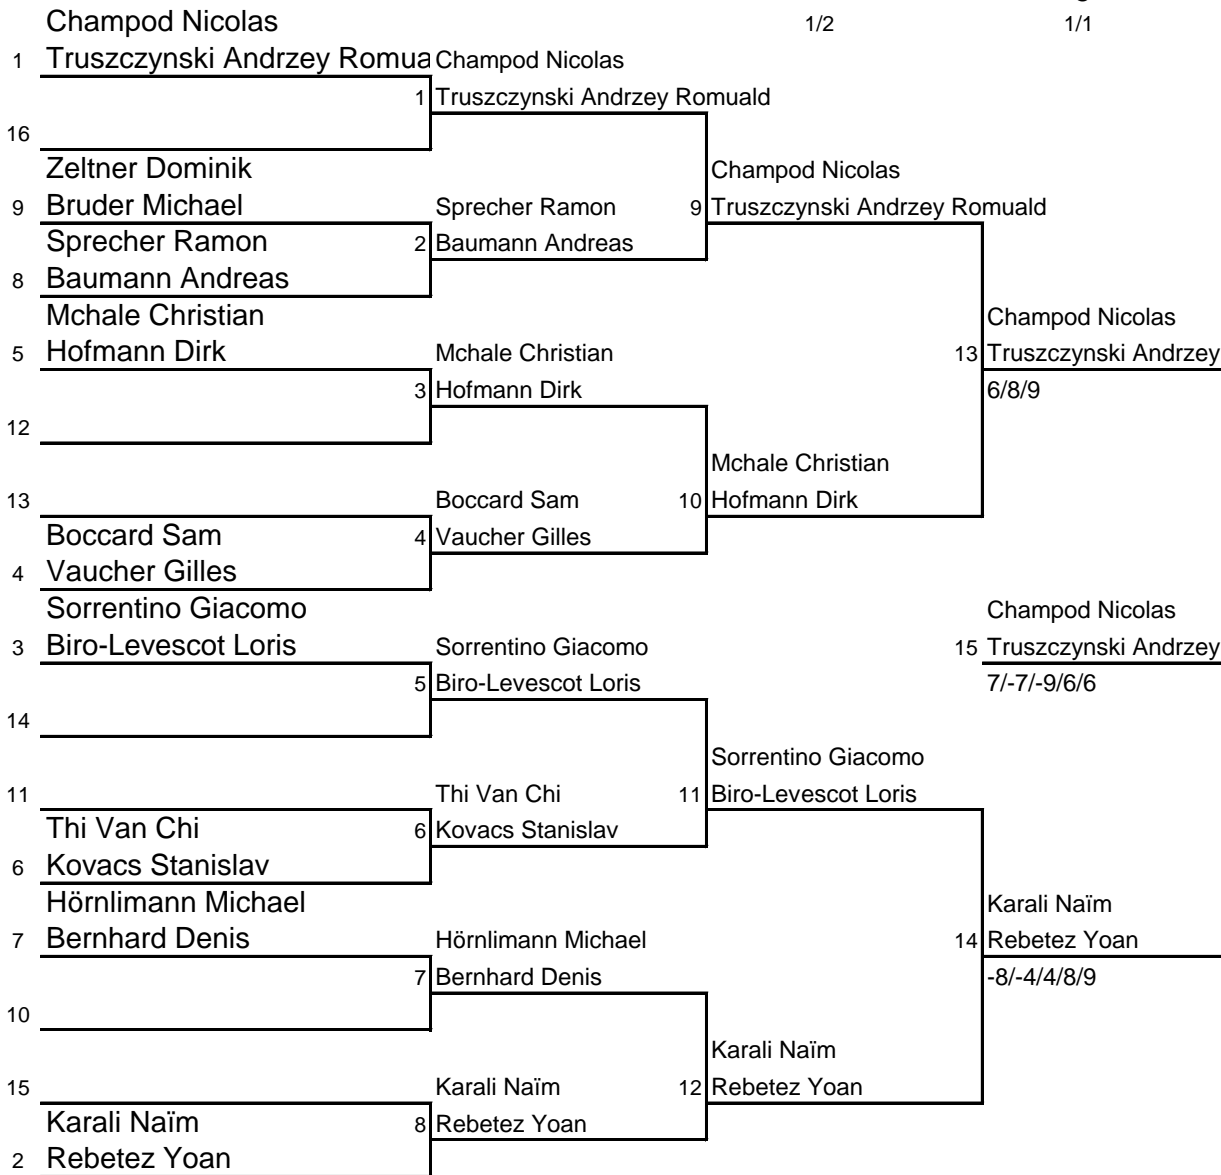 Champod Nicolas
1/2
1/1
1 Truszczynski Andrzey Romua
Champod Nicolas
1 Truszczynski Andrzey Romuald
16
Zeltner Dominik
Champod Nicolas
9 Bruder Michael
Sprecher Ramon
9 Truszczynski Andrzey Romuald
Sprecher Ramon
2 Baumann Andreas
8 Baumann Andreas
Mchale Christian
Champod Nicolas
5 Hofmann Dirk
Mchale Christian
13 Truszczynski Andrzey
3 Hofmann Dirk
6/8/9
12
Mchale Christian
13
Boccard Sam
10 Hofmann Dirk
Boccard Sam
4 Vaucher Gilles
4 Vaucher Gilles
Sorrentino Giacomo
Champod Nicolas
3 Biro-Levescot Loris
Sorrentino Giacomo
15 Truszczynski Andrzey
5 Biro-Levescot Loris
7/-7/-9/6/6
14
Sorrentino Giacomo
11
Thi Van Chi
11 Biro-Levescot Loris
Thi Van Chi
6 Kovacs Stanislav
6 Kovacs Stanislav
Hörnlimann Michael
Karali Naïm
7 Bernhard Denis
Hörnlimann Michael
14 Rebetez Yoan
7 Bernhard Denis
-8/-4/4/8/9
10
Karali Naïm
15
Karali Naïm
12 Rebetez Yoan
Karali Naïm
8 Rebetez Yoan
2 Rebetez Yoan